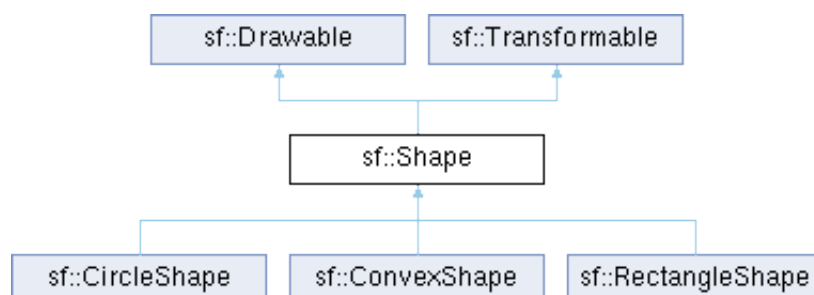 sf::Drawable
sf::Transformable
sf::Shape
sf::CircleShape
sf::ConvexShape
sf::RectangleShape